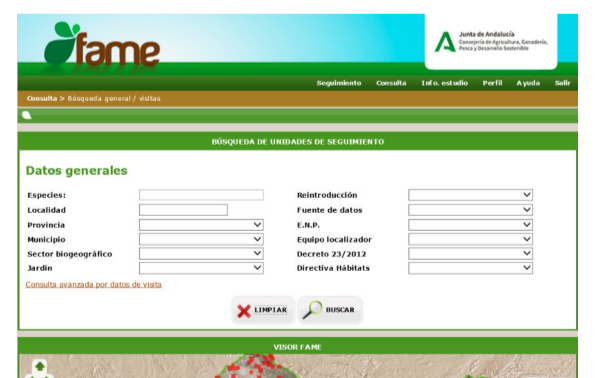 fame
Junta de Andalucía
Consejería de Agricultura, Ganadería,
Pesca y Desarrollo Sostenible
Seguimiento Consulta Info. estudio Perfil Ayuda Salir
Consulta > Búsqueda general / visitas
BÚSQUEDA DE UNIDADES DE SEGUIMIENTO
Datos generales
Especies: Reintroducción
Localidad Fuente de datos
Provincia E.N.P.
Municipio Equipo localizador
Sector biogeográfico Decreto 23/2012
Jardín Directiva Hábitats
Consulta avanzada por datos de visita
LIMPIAR BUSCAR
VISOR FAME